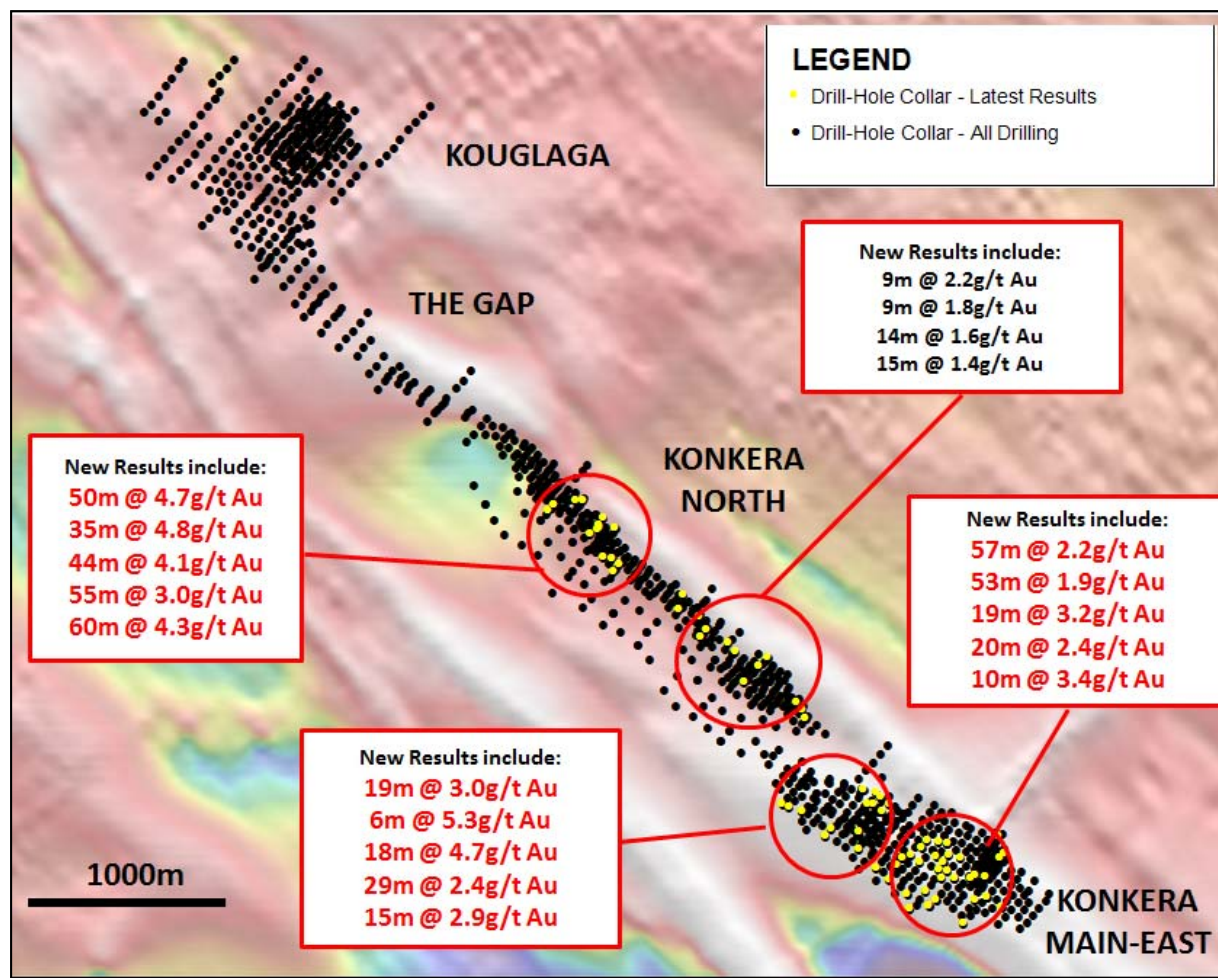 LEGEND
Drill-Hole Collar - Latest Results
Drill-Hole Collar - All Drilling
KOUGLAGA
THE GAP
New Results include:
9m @ 2.2g/t Au
9m @ 1.8g/t Au
14m @ 1.6g/t Au
15m @ 1.4g/t Au
KONKERA
NORTH
New Results include:
50m @ 4.7g/t Au
35m @ 4.8g/t Au
44m @ 4.1g/t Au
55m @ 3.0g/t Au
60m @ 4.3g/t Au
New Results include:
57m @ 2.2g/t Au
53m @ 1.9g/t Au
19m @ 3.2g/t Au
20m @ 2.4g/t Au
10m @ 3.4g/t Au
New Results include:
19m @ 3.0g/t Au
6m @ 5.3g/t Au
18m @ 4.7g/t Au
29m @ 2.4g/t Au
15m @ 2.9g/t Au
1000m
KONKERA
MAIN-EAST